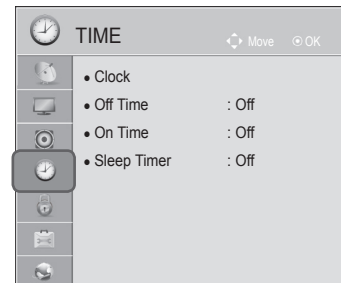 TIME
Move OK
• Clock
• Off Time : Off
• On Time : Off
• Sleep Timer : Off